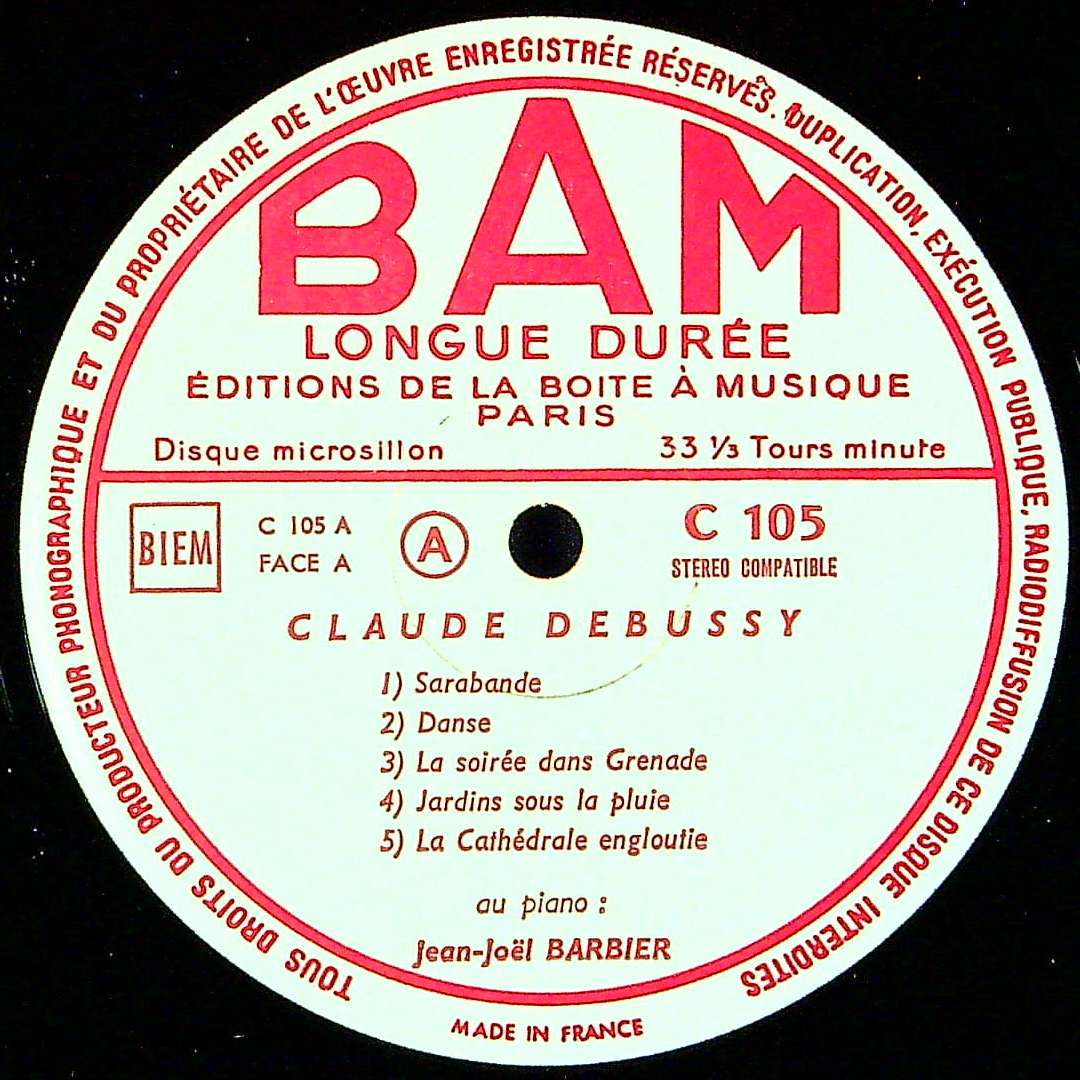 TOUS DROITS DU PRODUCTEUR PHONOGRAPHIQUE ET DU PROPRIÉTAIRE DE L'ŒUVRE ENREGISTRÉE RÉSERVÉS. DUPLICATION, EXÉCUTION PUBLIQUE, RADIODIFFUSION DE CE DISQUE INTERDITES
BAM
LONGUE DURÉE
ÉDITIONS DE LA BOITE À MUSIQUE
PARIS
Disque microsillon 33 ⅓ Tours minute
BIEM
C 105 A
FACE A
A
C 105
STEREO COMPATIBLE
CLAUDE DEBUSSY
1) Sarabande
2) Danse
3) La soirée dans Grenade
4) Jardins sous la pluie
5) La Cathédrale engloutie
au piano :
Jean-Joël BARBIER
MADE IN FRANCE